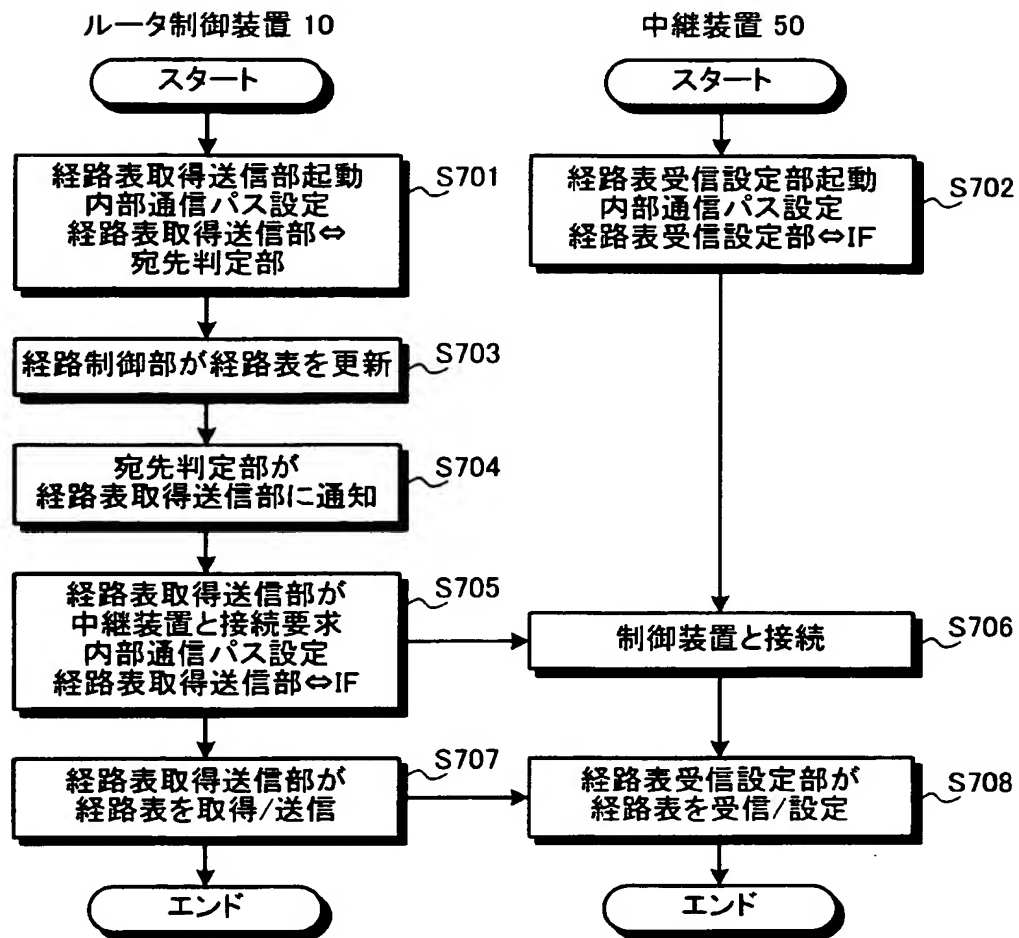 ルータ制御装置 10
スタート
経路表取得送信部起動
内部通信パス設定
経路表取得送信部⇔
宛先判定部
S701
経路制御部が経路表を更新
S703
宛先判定部が
経路表取得送信部に通知
S704
経路表取得送信部が
中継装置と接続要求
内部通信パス設定
経路表取得送信部⇔IF
S705
経路表取得送信部が
経路表を取得/送信
S707
エンド
中継装置 50
スタート
経路表受信設定部起動
内部通信パス設定
経路表受信設定部⇔IF
S702
制御装置と接続
S706
経路表受信設定部が
経路表を受信/設定
S708
エンド